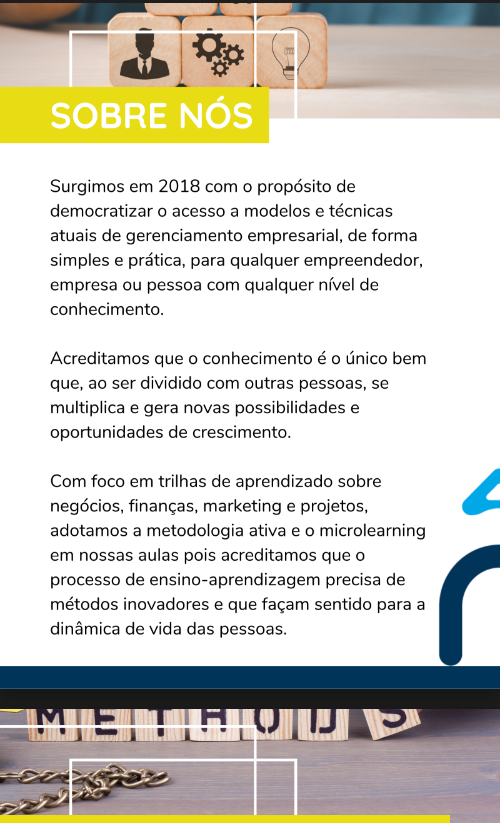 SOBRE NÓS
Surgimos em 2018 com o propósito de
democratizar o acesso a modelos e técnicas
atuais de gerenciamento empresarial, de forma
simples e prática, para qualquer empreendedor,
empresa ou pessoa com qualquer nível de
conhecimento.
Acreditamos que o conhecimento é o único bem
que, ao ser dividido com outras pessoas, se
multiplica e gera novas possibilidades e
oportunidades de crescimento.
Com foco em trilhas de aprendizado sobre
negócios, finanças, marketing e projetos,
adotamos a metodologia ativa e o microlearning
em nossas aulas pois acreditamos que o
processo de ensino-aprendizagem precisa de
métodos inovadores e que façam sentido para a
dinâmica de vida das pessoas.
METHODS